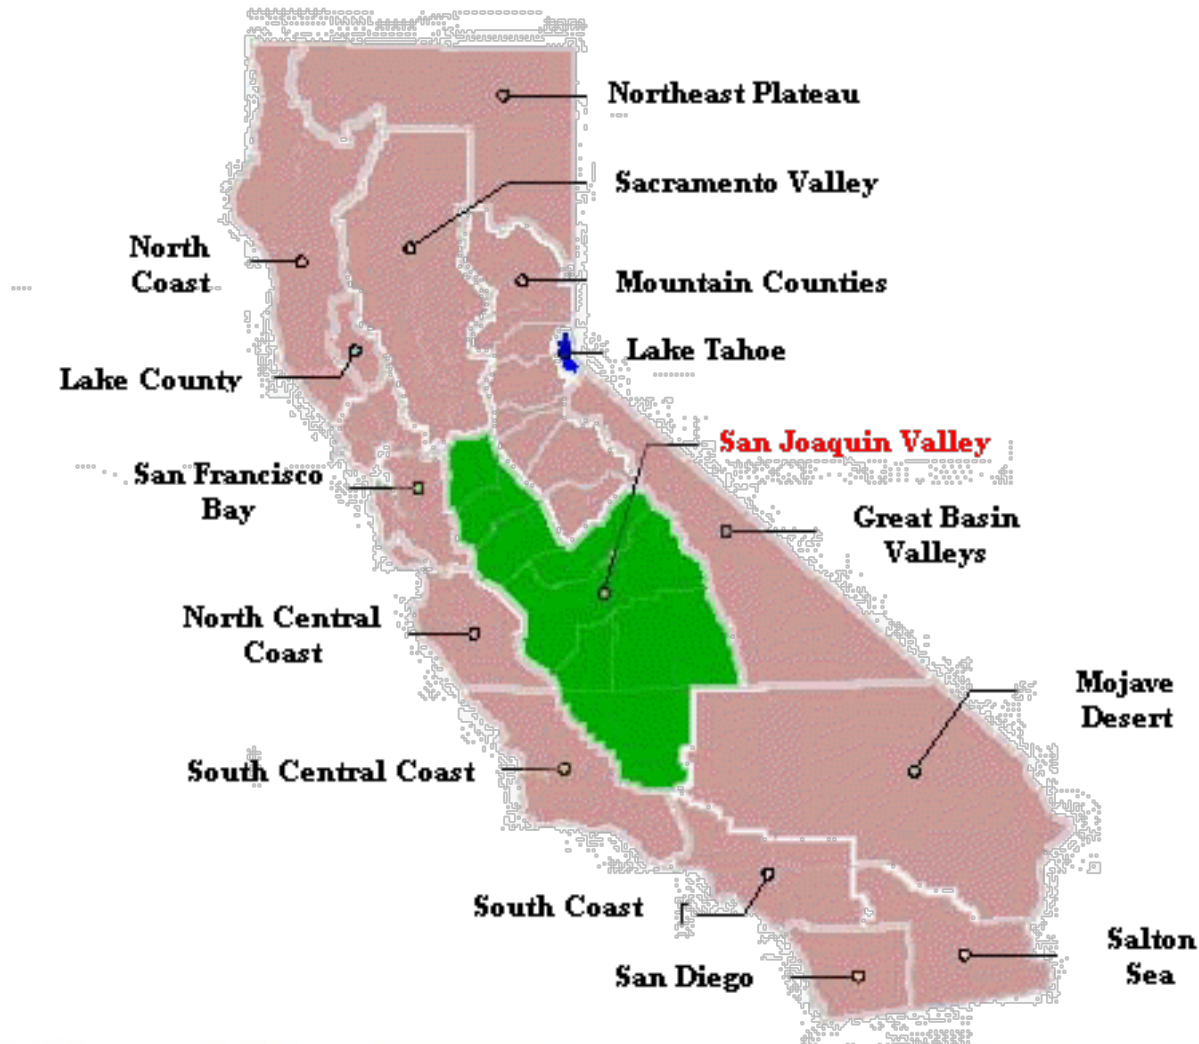 Northeast Plateau
Sacramento Valley
North
Coast
Mountain Counties
Lake Tahoe
Lake County
San Joaquin Valley
San Francisco
Bay
Great Basin
Valleys
North Central
Coast
Mojave
Desert
South Central Coast
South Coast
Salton
Sea
San Diego